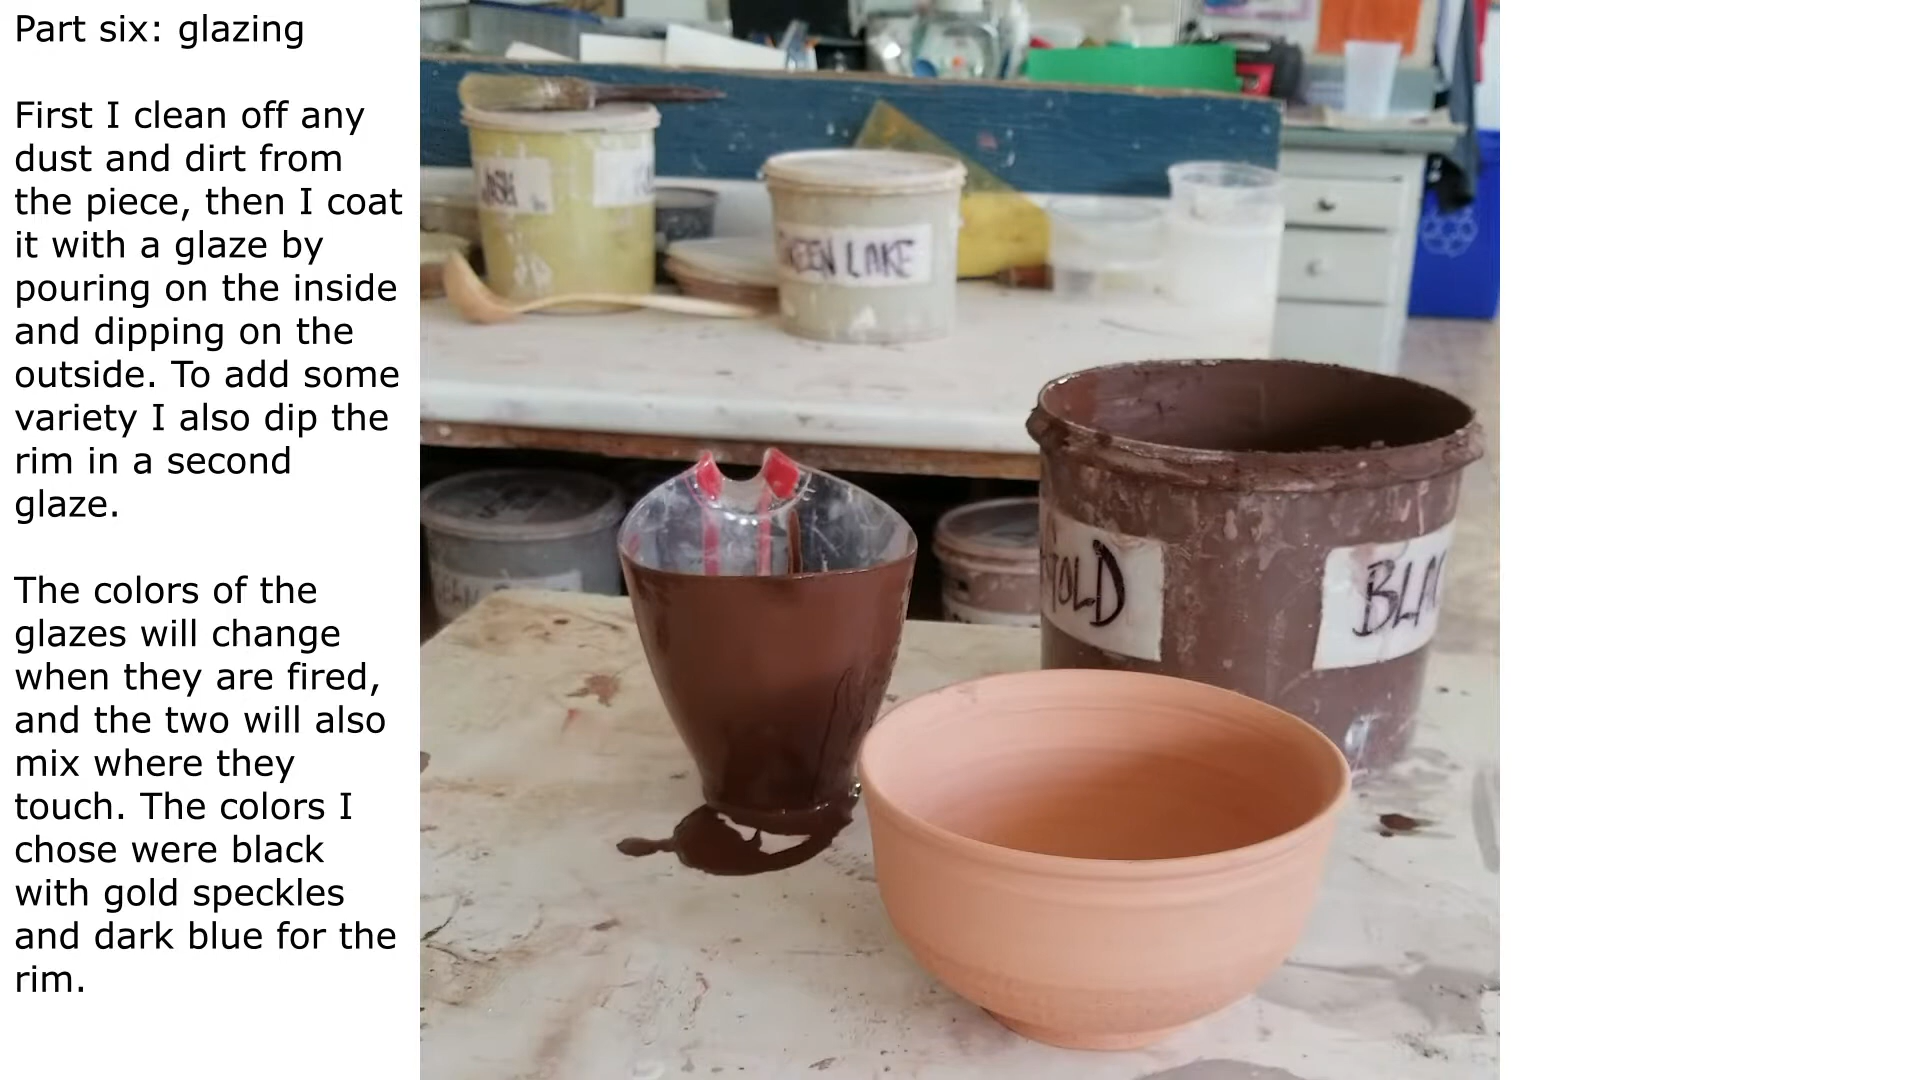 Part six: glazing
First I clean off any
dust and dirt from
the piece, then I coat
it with a glaze by
pouring on the inside
and dipping on the
outside. To add some
variety I also dip the
rim in a second
glaze.
The colors of the
glazes will change
when they are fired,
and the two will also
mix where they
touch. The colors I
chose were black
with gold speckles
and dark blue for the
rim.
LAKE